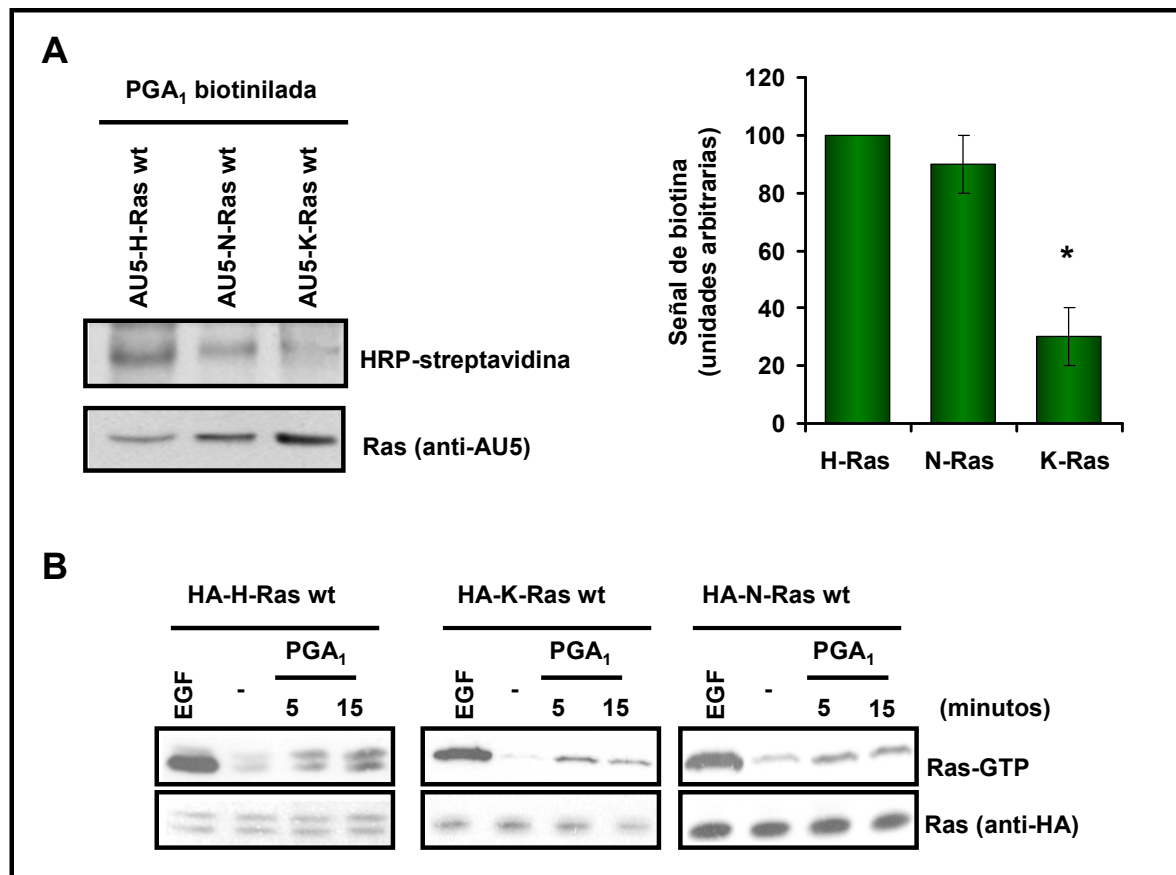 A
PGA₁ biotinilada
AU5-H-Ras wt
AU5-N-Ras wt
AU5-K-Ras wt
HRP-streptavidina
Ras (anti-AU5)
Señal de biotina
(unidades arbitrarias)
120
100
80
60
40
20
0
*
H-Ras N-Ras K-Ras
B
HA-H-Ras wt HA-K-Ras wt HA-N-Ras wt
PGA₁ PGA₁ PGA₁
EGF - 5 15 EGF - 5 15 EGF - 5 15 (minutos)
Ras-GTP
Ras (anti-HA)